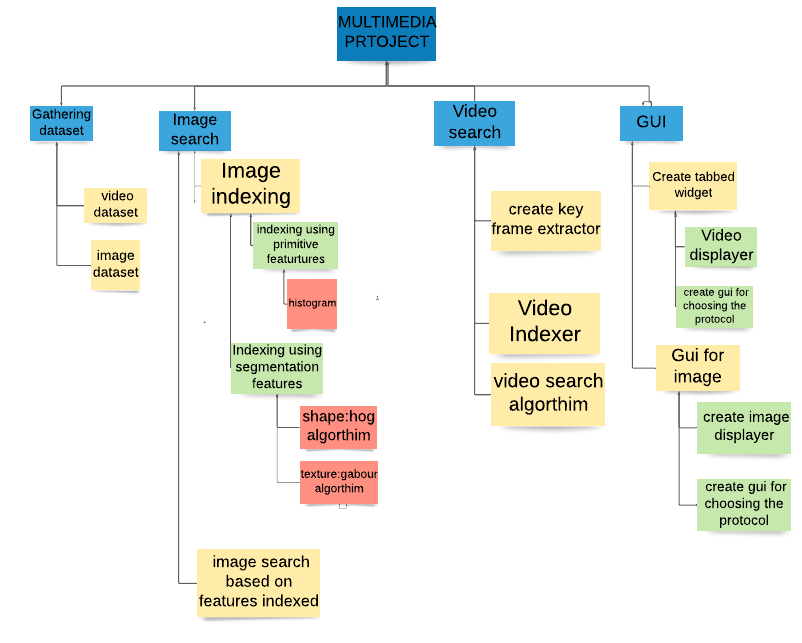 MULTIMEDIA
PRTOJECT
Gathering
dataset
video
dataset
image
dataset
Image
search
Image
indexing
indexing using
primitive
featurtures
histogram
Indexing using
segmentation
features
shape:hog
algorthim
texture:gabour
algorthim
image search
based on
features indexed
Video
search
create key
frame extractor
Video
Indexer
video search
algorthim
GUI
Create tabbed
widget
Video
displayer
create gui for
choosing the
protocol
Gui for
image
create image
displayer
create gui for
choosing the
protocol